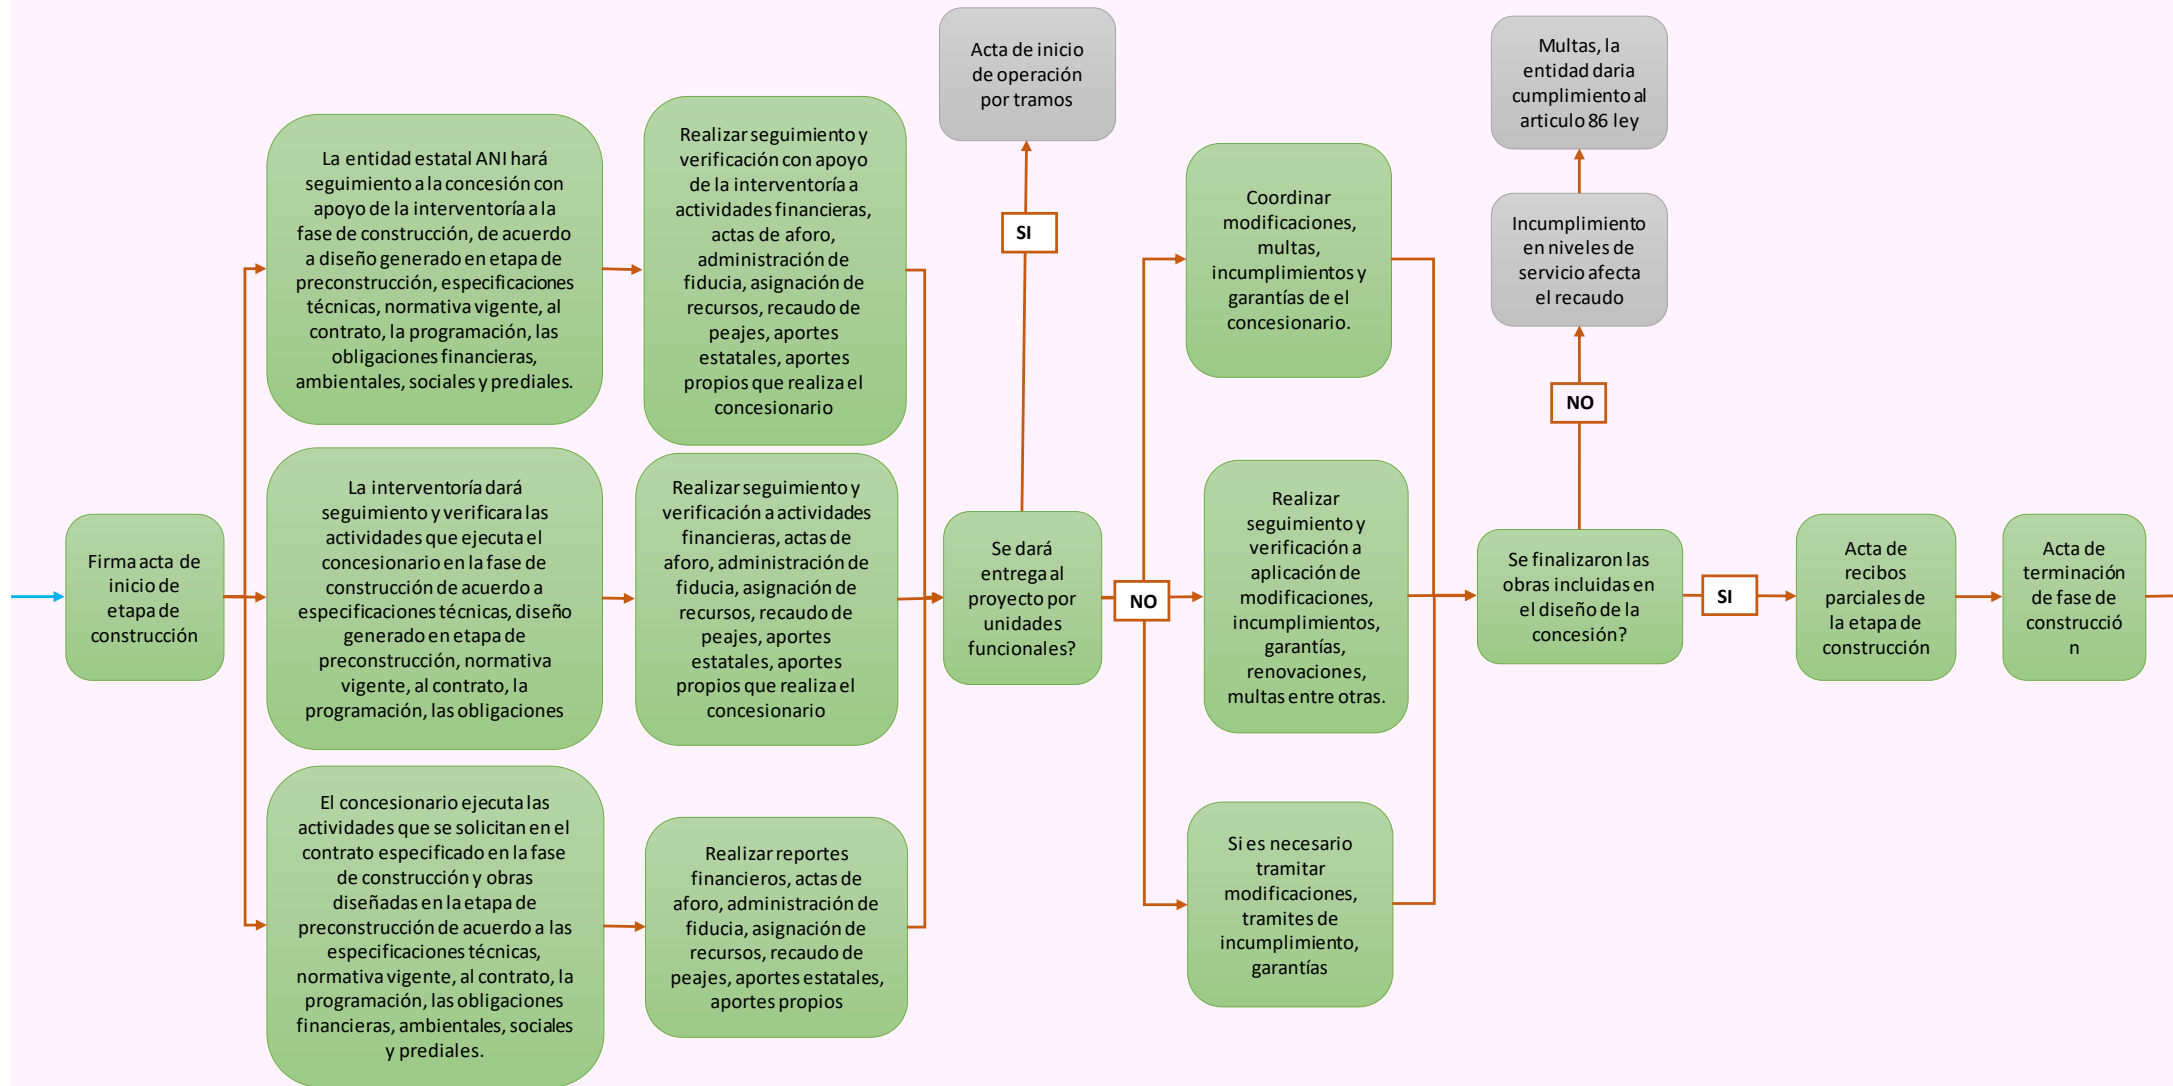 Firma acta de
inicio de
etapa de
construcción
La entidad estatal ANI hará
seguimiento a la concesión con
apoyo de la interventoría a la
fase de construcción, de acuerdo
a diseño generado en etapa de
preconstrucción, especificaciones
técnicas, normativa vigente, al
contrato, la programación, las
obligaciones financieras,
ambientales, sociales y prediales.
La interventoría dará
seguimiento y verificara las
actividades que ejecuta el
concesionario en la fase de
construcción de acuerdo a
especificaciones técnicas, diseño
generado en etapa de
preconstrucción, normativa
vigente, al contrato, la
programación, las obligaciones
El concesionario ejecuta las
actividades que se solicitan en el
contrato especificado en la fase
de construcción y obras
diseñadas en la etapa de
preconstrucción de acuerdo a las
especificaciones técnicas,
normativa vigente, al contrato, la
programación, las obligaciones
financieras, ambientales, sociales
y prediales.
Realizar seguimiento y
verificación con apoyo
de la interventoría a
actividades financieras,
actas de aforo,
administración de
fiducia, asignación de
recursos, recaudo de
peajes, aportes
estatales, aportes
propios que realiza el
concesionario
Realizar seguimiento y
verificación a actividades
financieras, actas de
aforo, administración de
fiducia, asignación de
recursos, recaudo de
peajes, aportes
estatales, aportes
propios que realiza el
concesionario
Realizar reportes
financieros, actas de
aforo, administración de
fiducia, asignación de
recursos, recaudo de
peajes, aportes estatales,
aportes propios
Acta de inicio
de operación
por tramos
SI
Se dará
entrega al
proyecto por
unidades
funcionales?
NO
Coordinar
modificaciones,
multas,
incumplimientos y
garantías de el
concesionario.
Realizar
seguimiento y
verificación a
aplicación de
modificaciones,
incumplimientos,
garantías,
renovaciones,
multas entre otras.
Si es necesario
tramitar
modificaciones,
tramites de
incumplimiento,
garantías
Multas, la
entidad daria
cumplimiento al
articulo 86 ley
Incumplimiento
en niveles de
servicio afecta
el recaudo
NO
Se finalizaron las
obras incluidas en
el diseño de la
concesión?
SI
Acta de
recibos
parciales de
la etapa de
construcción
Acta de
terminación
de fase de
construcció
n